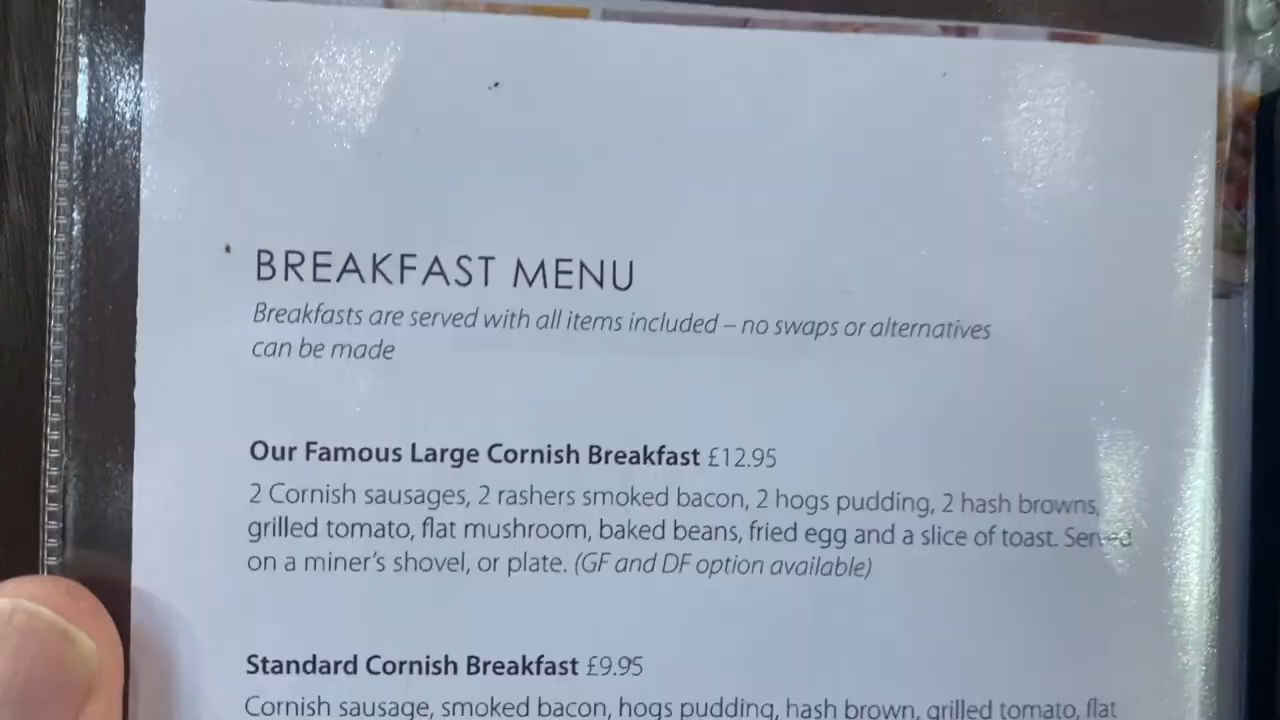 BREAKFAST MENU
Breakfasts are served with all items included – no swaps or alternatives
can be made
Our Famous Large Cornish Breakfast £12.95
2 Cornish sausages, 2 rashers smoked bacon, 2 hogs pudding, 2 hash browns,
grilled tomato, flat mushroom, baked beans, fried egg and a slice of toast. Served
on a miner's shovel, or plate. (GF and DF option available)
Standard Cornish Breakfast £9.95
Cornish sausage, smoked bacon, hogs pudding, hash brown, grilled tomato, flat